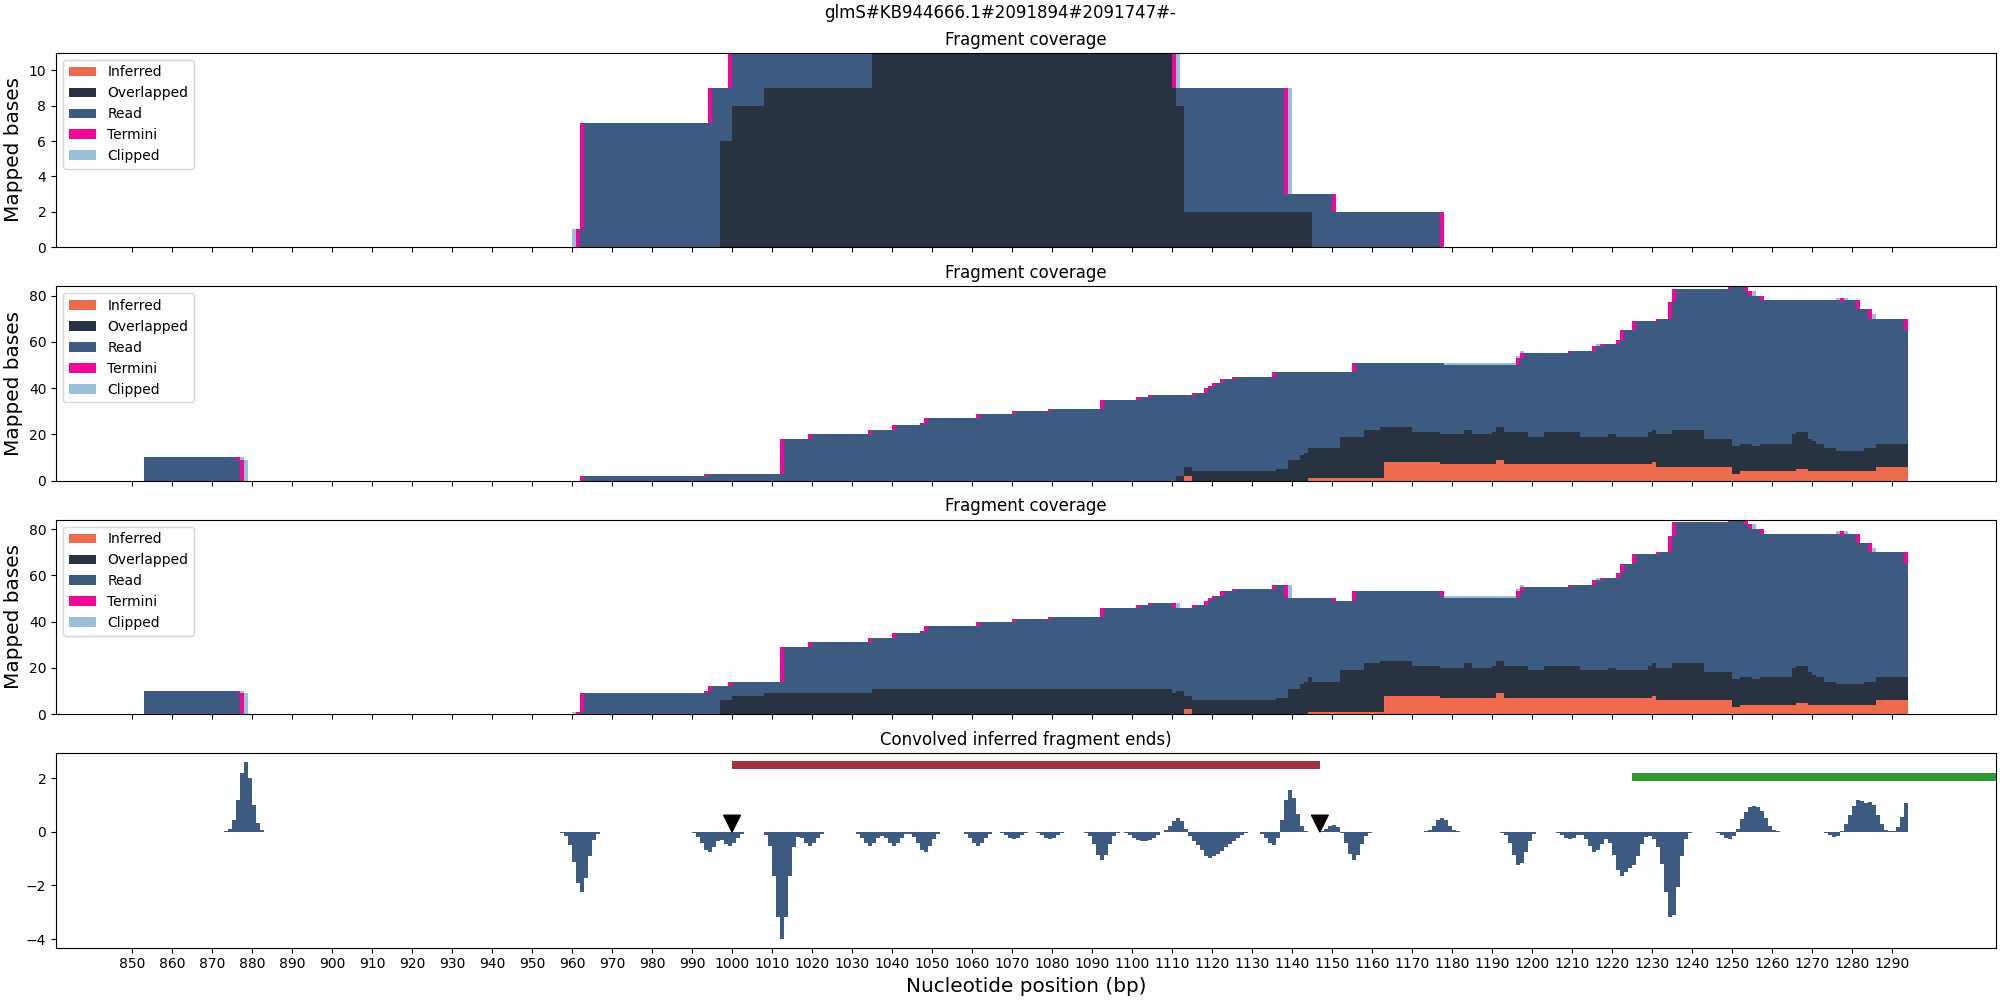 glmS#KB944666.1#2091894#2091747#-
Fragment coverage
Mapped bases
10
8
6
4
2
0
Inferred
Overlapped
Read
Termini
Clipped
Fragment coverage
Mapped bases
80
60
40
20
0
Inferred
Overlapped
Read
Termini
Clipped
Fragment coverage
Mapped bases
80
60
40
20
0
Inferred
Overlapped
Read
Termini
Clipped
Convolved inferred fragment ends)
2
0
−2
−4
850 860 870 880 890 900 910 920 930 940 950 960 970 980 990 1000 1010 1020 1030 1040 1050 1060 1070 1080 1090 1100 1110 1120 1130 1140 1150 1160 1170 1180 1190 1200 1210 1220 1230 1240 1250 1260 1270 1280 1290
Nucleotide position (bp)